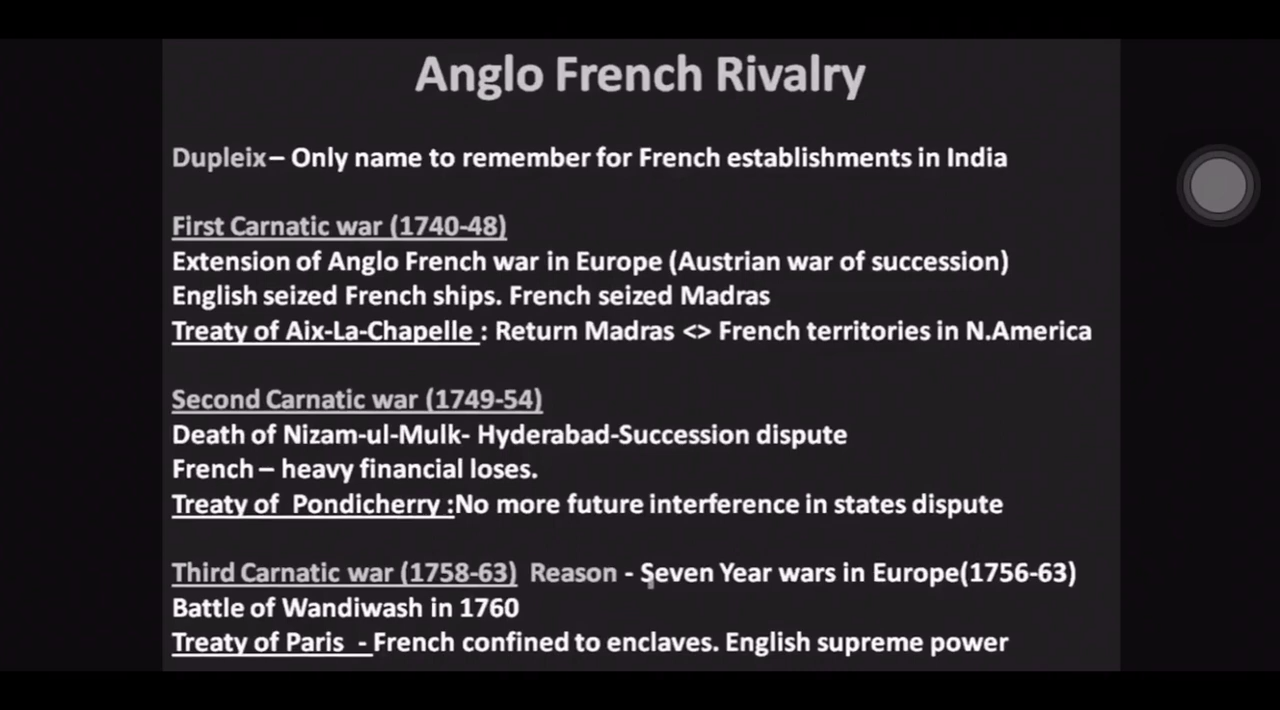 Anglo French Rivalry
Dupleix– Only name to remember for French establishments in India
First Carnatic war (1740-48)
Extension of Anglo French war in Europe (Austrian war of succession)
English seized French ships. French seized Madras
Treaty of Aix-La-Chapelle : Return Madras <> French territories in N.America
Second Carnatic war (1749-54)
Death of Nizam-ul-Mulk- Hyderabad-Succession dispute
French – heavy financial loses.
Treaty of Pondicherry :No more future interference in states dispute
Third Carnatic war (1758-63) Reason - Seven Year wars in Europe(1756-63)
Battle of Wandiwash in 1760
Treaty of Paris - French confined to enclaves. English supreme power